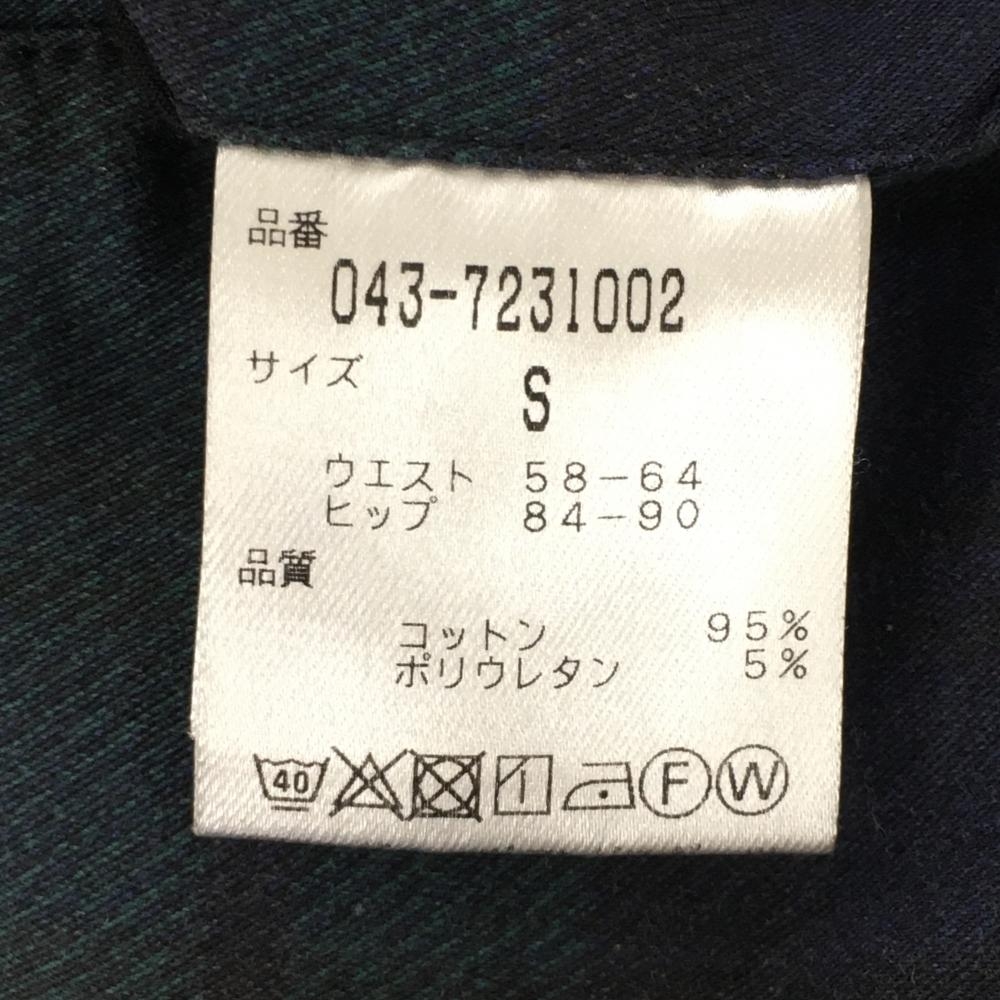 品番
043-7231002
サイズ
S
ウエスト 58-64
ヒップ 84-90
品質
コットン 95%
ポリウレタン 5%
40 F W